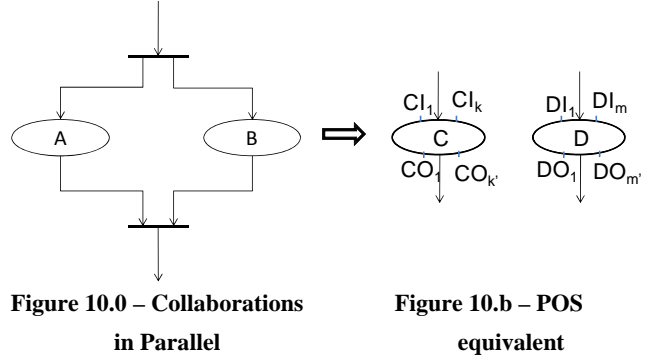 A
B
CI1
CIk
C
CO1
COk'
DI1
DIm
D
DO1
DOm'
Figure 10.0 – Collaborations
in Parallel
Figure 10.b – POS
equivalent